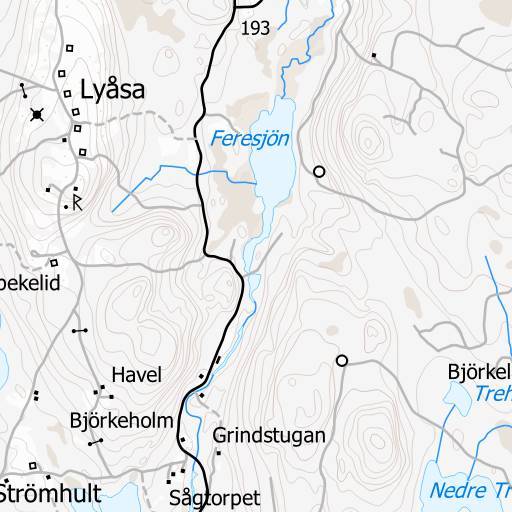 193
Lyåsa
Feresjön
R
bekelid
Havel
Björkel
Treh
Björkeholm
Grindstugan
Strömhult
Sågtorpet
Nedre Tr